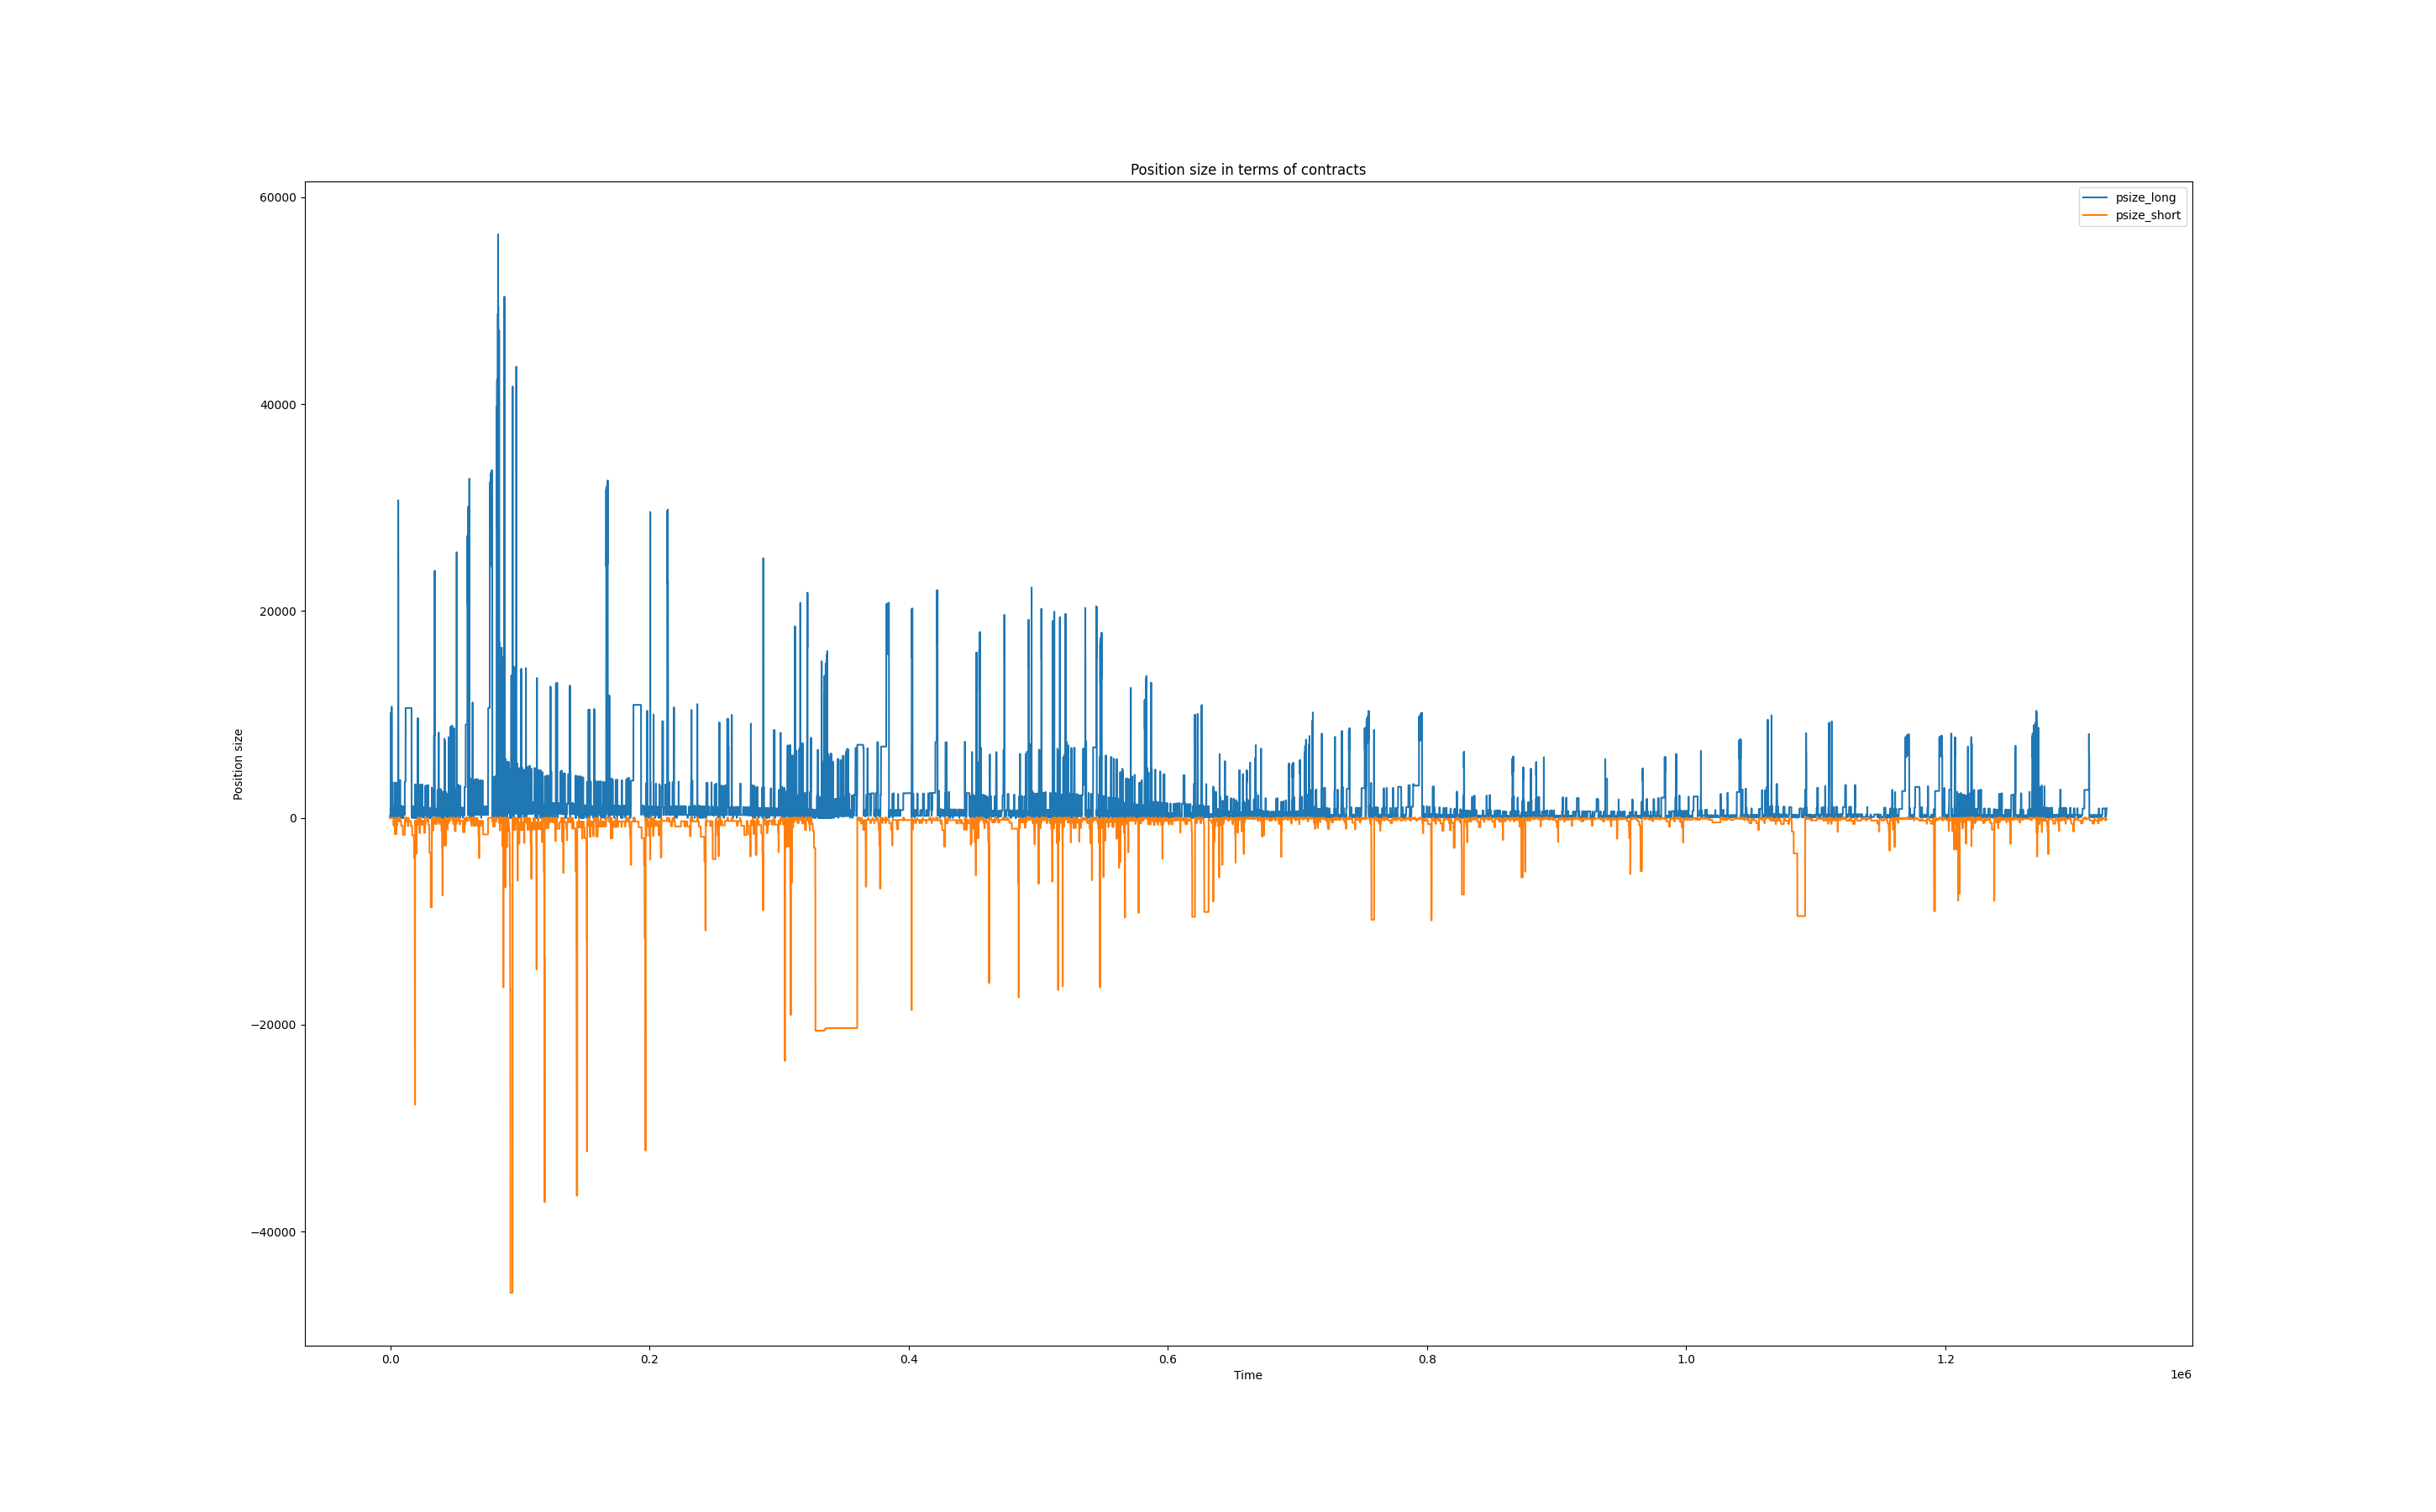 Position size in terms of contracts
psize_long
psize_short
60000
40000
20000
0
−20000
−40000
Position size
0.0
0.2
0.4
0.6
0.8
1.0
1.2
1e6
Time